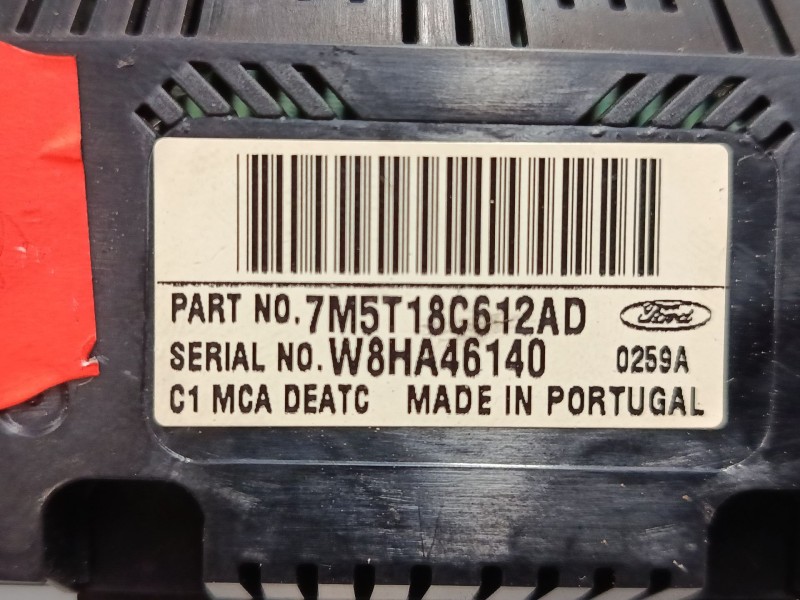 PART NO. 7M5T18C612AD Ford
SERIAL NO. W8HA46140 0259A
C1 MCA DEATC MADE IN PORTUGAL